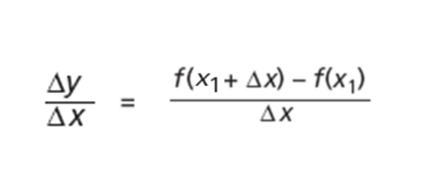 Δy/Δx = (f(x₁ + Δx) – f(x₁))/Δx